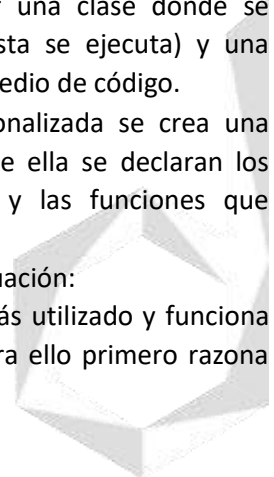 una clase donde se
sta se ejecuta) y una
edio de código.
onalizada se crea una
e ella se declaran los
y las funciones que
uación:
ás utilizado y funciona
ra ello primero razona